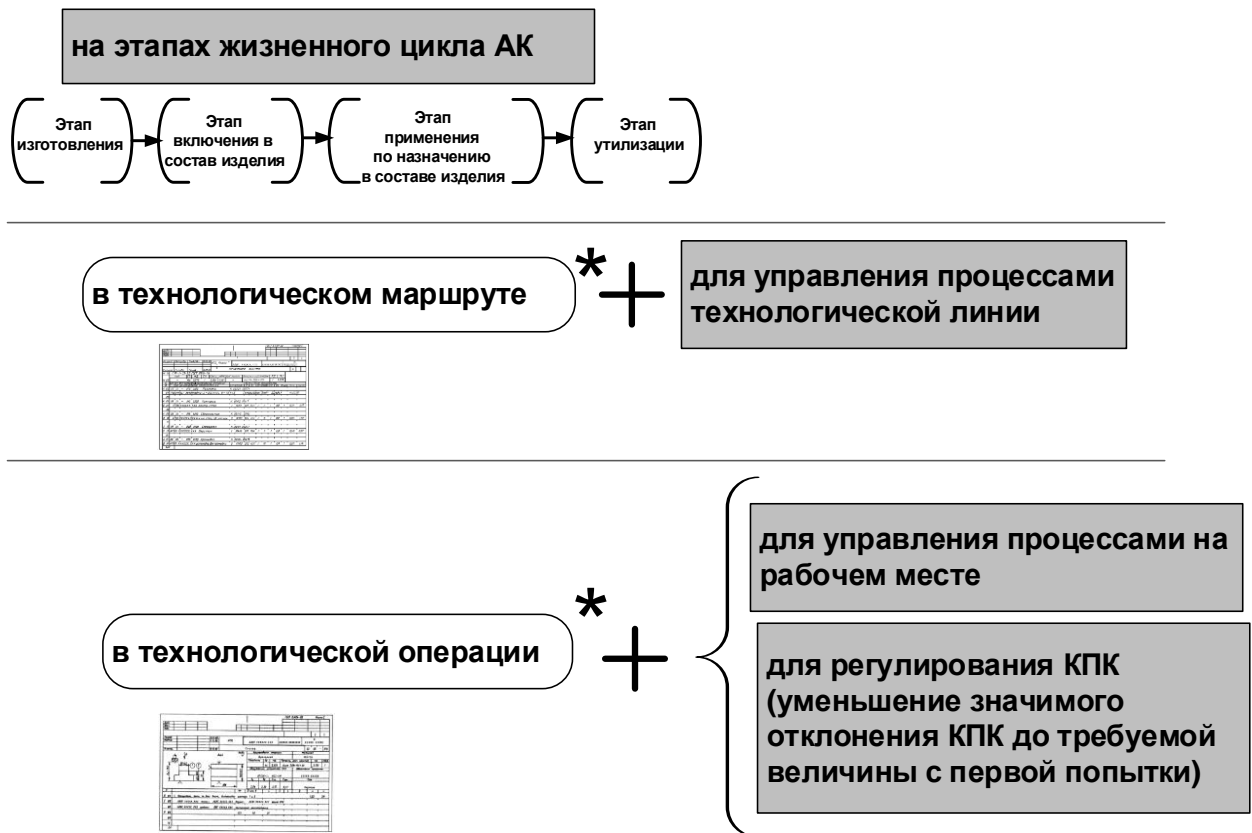 на этапах жизненного цикла АК
Этап
изготовления
Этап
включения в
состав изделия
Этап
применения
по назначению
в составе изделия
Этап
утилизации
в технологическом маршруте
*
+
для управления процессами
технологической линии
в технологической операции
*
+
для управления процессами на
рабочем месте
для регулирования КПК
(уменьшение значимого
отклонения КПК до требуемой
величины с первой попытки)